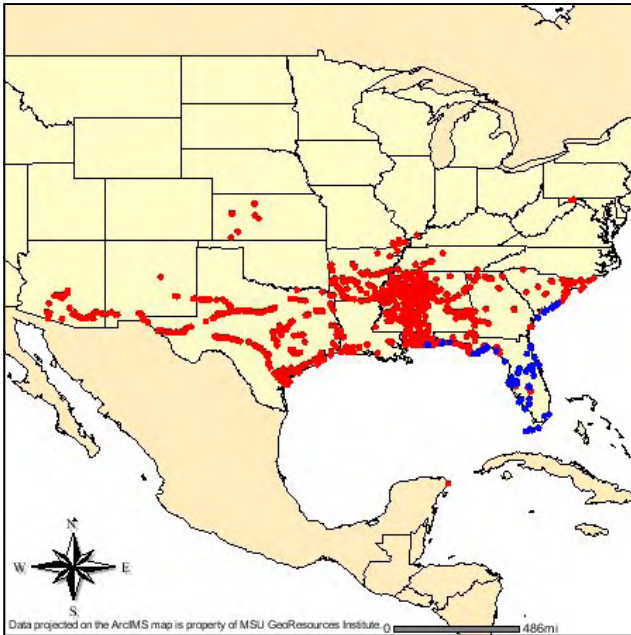 N
W E
S
Data projected on the ArcIMS map is property of MSU GeoResources Institute. 0 486mi